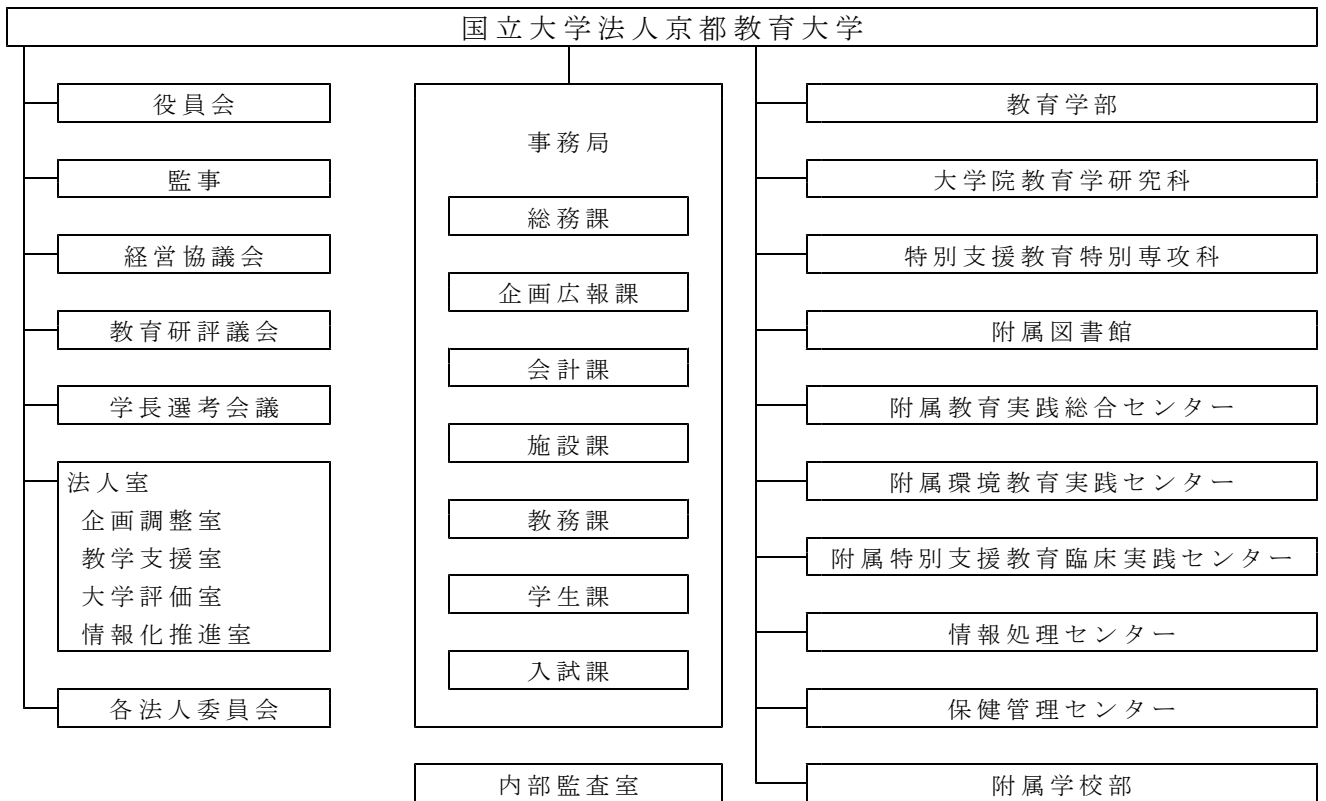 国立大学法人京都教育大学
役員会
監事
経営協議会
教育研評議会
学長選考会議
法人室
企画調整室
教学支援室
大学評価室
情報化推進室
各法人委員会
事務局
総務課
企画広報課
会計課
施設課
教務課
学生課
入試課
内部監査室
教育学部
大学院教育学研究科
特別支援教育特別専攻科
附属図書館
附属教育実践総合センター
附属環境教育実践センター
附属特別支援教育臨床実践センター
情報処理センター
保健管理センター
附属学校部